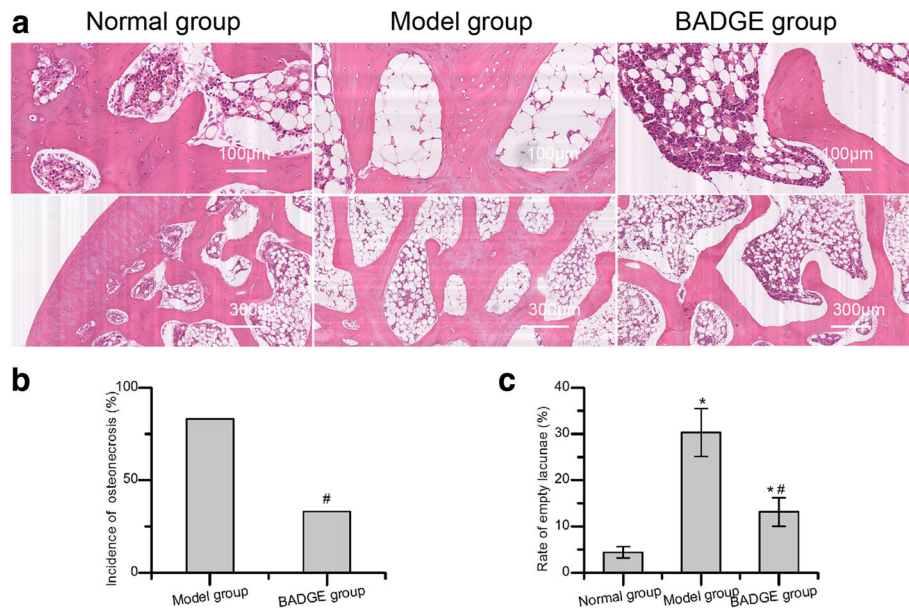 a
Normal group
Model group
BADGE group
100μm
100μm
100μm
300μm
300μm
300μm
b
Incidence of osteonecrosis (%)
100
50
0
#
Model group
BADGE group
c
Rate of empty lacunae (%)
40
30
20
10
0
*
*#
Normal group
Model group
BADGE group